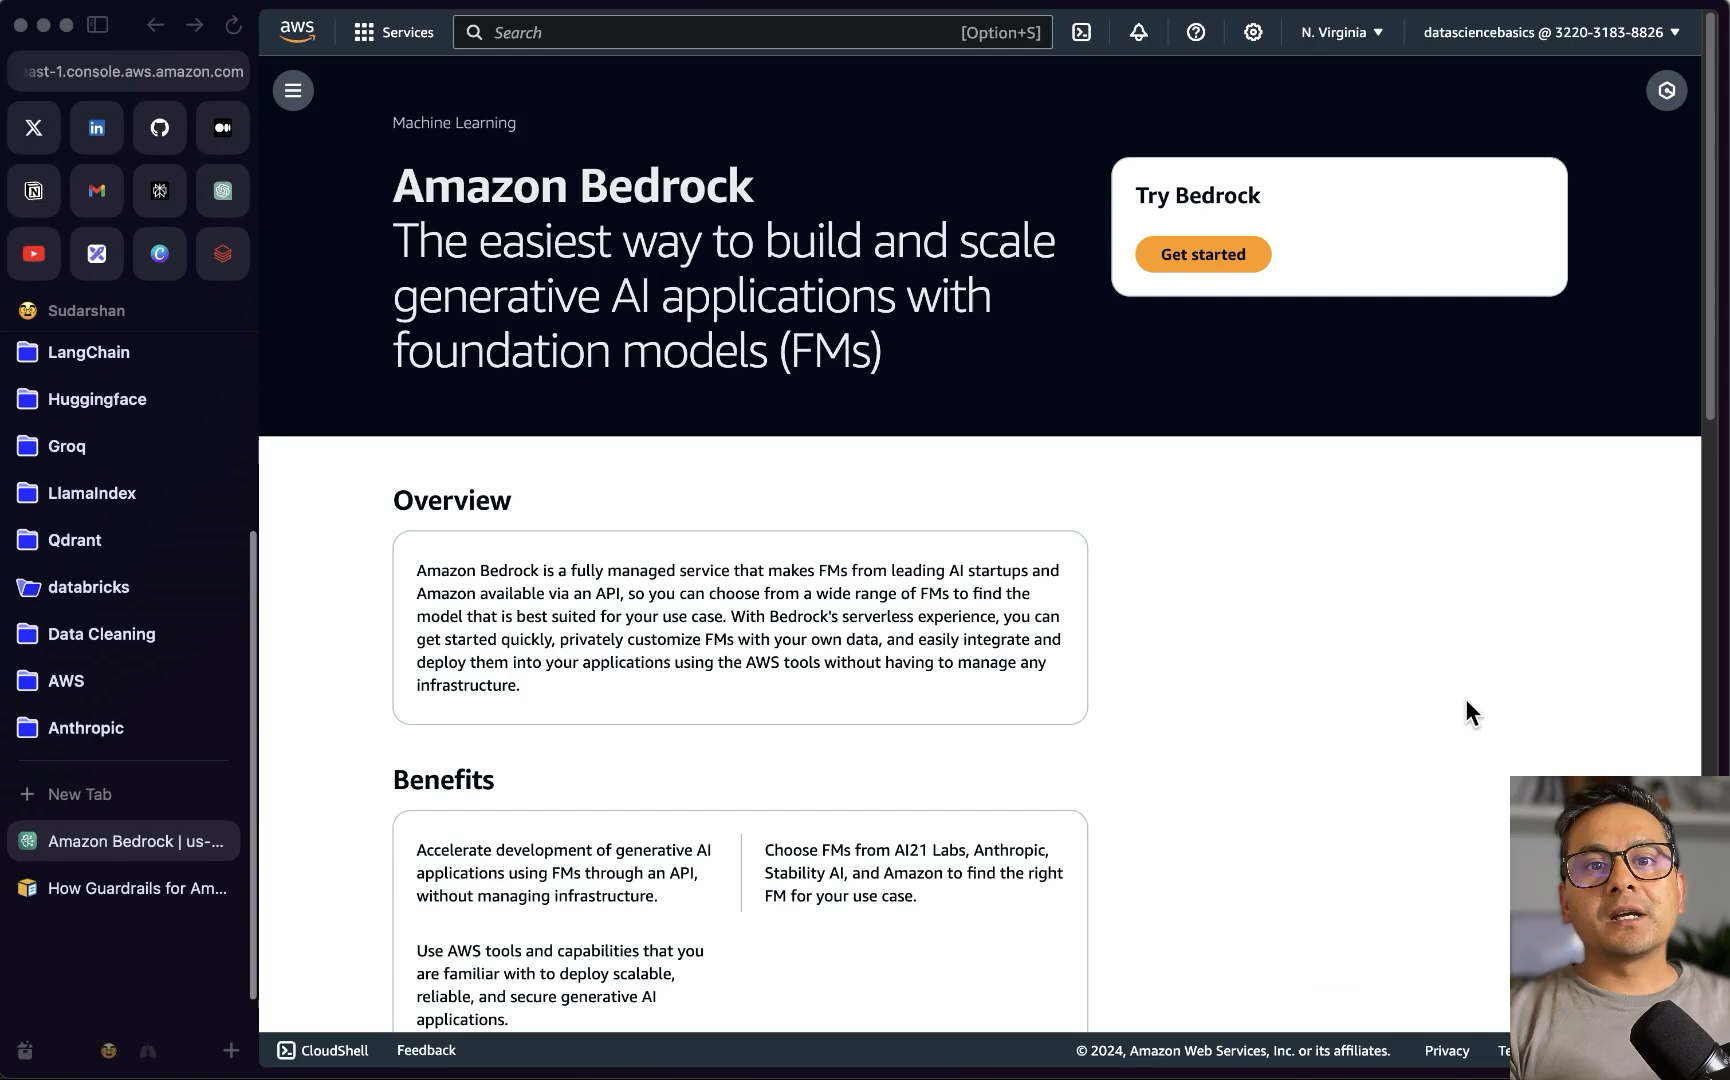 aws
Services
Search
[Option+S]
N. Virginia
datasciencebasics @ 3220-3183-8826
ast-1.console.aws.amazon.com
Sudarshan
LangChain
Huggingface
Groq
LlamaIndex
Qdrant
databricks
Data Cleaning
AWS
Anthropic
New Tab
Amazon Bedrock | us-...
How Guardrails for Am...
Machine Learning
Amazon Bedrock
The easiest way to build and scale
generative AI applications with
foundation models (FMs)
Try Bedrock
Get started
Overview
Amazon Bedrock is a fully managed service that makes FMs from leading AI startups and
Amazon available via an API, so you can choose from a wide range of FMs to find the
model that is best suited for your use case. With Bedrock's serverless experience, you can
get started quickly, privately customize FMs with your own data, and easily integrate and
deploy them into your applications using the AWS tools without having to manage any
infrastructure.
Benefits
Accelerate development of generative AI
applications using FMs through an API,
without managing infrastructure.
Choose FMs from AI21 Labs, Anthropic,
Stability AI, and Amazon to find the right
FM for your use case.
Use AWS tools and capabilities that you
are familiar with to deploy scalable,
reliable, and secure generative AI
applications.
CloudShell
Feedback
© 2024, Amazon Web Services, Inc. or its affiliates.
Privacy